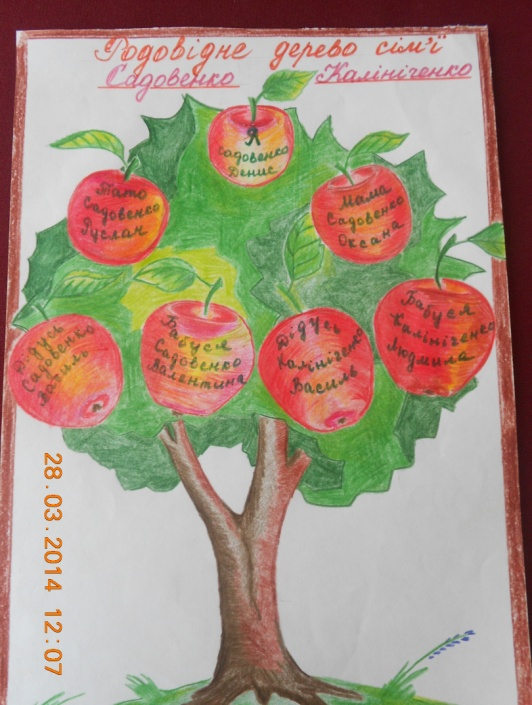 Родовідне дерево сім'ї
Садовенко Калініченко
Я
Садовенко
Денис
Тато
Садовенко
Руслан
Мама
Садовенко
Оксана
Дідусь
Садовенко
Василь
Бабуся
Садовенко
Валентина
Дідусь
Калініченко
Василь
Бабуся
Калініченко
Людмила
28.03.2014 12:07